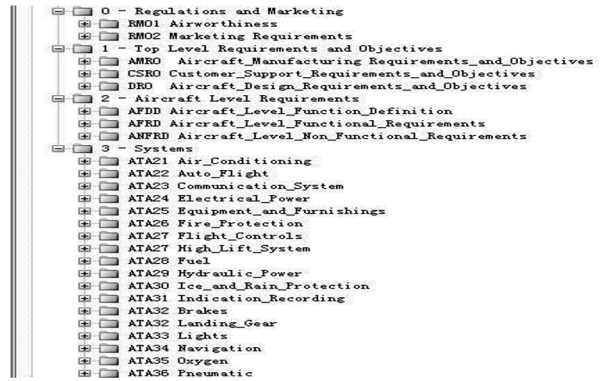 0 - Regulations and Marketing
RMO1 Airworthiness
RMO2 Marketing Requirements
1 - Top Level Requirements and Objectives
AMRO Aircraft_Manufacturing Requirements_and_Objectives
CSRO Customer_Support_Requirements_and_Objectives
DRO Aircraft_Design_Requirements_and_Objectives
2 - Aircraft Level Requirements
AFDD Aircraft_Level_Function_Definition
AFRD Aircraft_Level_Functional_Requirements
ANFRD Aircraft_Level_Non_Functional_Requirements
3 - Systems
ATA21 Air_Conditioning
ATA22 Auto_Flight
ATA23 Communication_System
ATA24 Electrical_Power
ATA25 Equipment_and_Furnishings
ATA26 Fire_Protection
ATA27 Flight_Controls
ATA27 High_Lift_System
ATA28 Fuel
ATA29 Hydraulic_Power
ATA30 Ice_and_Rain_Protection
ATA31 Indication_Recording
ATA32 Brakes
ATA32 Landing_Gear
ATA33 Lights
ATA34 Navigation
ATA35 Oxygen
ATA36 Pneumatic